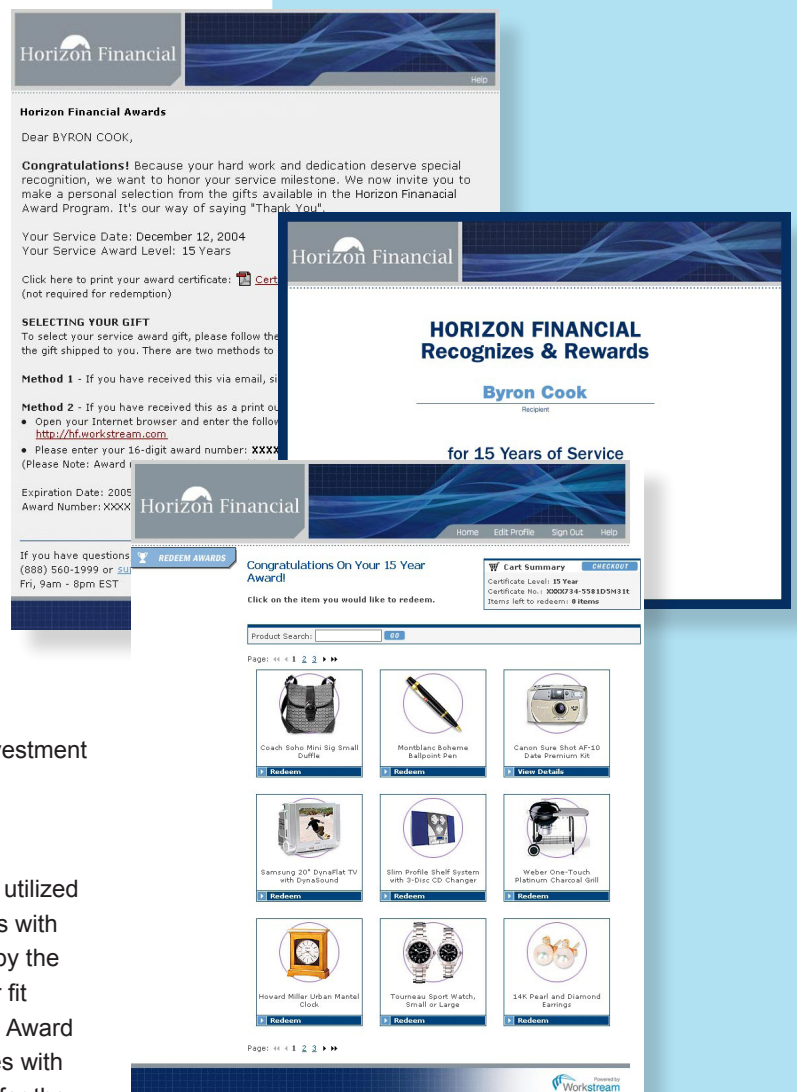 Horizon Financial
Help
Horizon Financial Awards
Dear BYRON COOK,
Congratulations! Because your hard work and dedication deserve special
recognition, we want to honor your service milestone. We now invite you to
make a personal selection from the gifts available in the Horizon Finanacial
Award Program. It's our way of saying "Thank You".
Your Service Date: December 12, 2004
Your Service Award Level: 15 Years
Click here to print your award certificate: Cert
(not required for redemption)
SELECTING YOUR GIFT
To select your service award gift, please follow the
the gift shipped to you. There are two methods to
Method 1 - If you have received this via email, si
Method 2 - If you have received this as a print ou
• Open your Internet browser and enter the follow
http://hf.workstream.com
• Please enter your 16-digit award number: XXXX
(Please Note: Award
Expiration Date: 2005
Award Number: XXXX
If you have questions
(888) 560-1999 or su
Fri, 9am - 8pm EST
Horizon Financial
HORIZON FINANCIAL
Recognizes & Rewards
Byron Cook
Recipient
for 15 Years of Service
Horizon Financial
Home Edit Profile Sign Out Help
REDEEM AWARDS
Congratulations On Your 15 Year
Award!
Click on the item you would like to redeem.
Cart Summary CHECKOUT
Certificate Level: 15 Year
Certificate No.: XXXX734-5581D5M31t
Items left to redeem: 0 items
Product Search: GO
Page: 1 2 3
Coach Soho Mini Sig Small
Duffle
Redeem
Montblanc Boheme
Ballpoint Pen
Redeem
Canon Sure Shot AF-10
Date Premium Kit
View Details
Samsung 20" DynaFlat TV
with DynaSound
Redeem
Slim Profile Shelf System
with 3-Disc CD Changer
Redeem
Weber One-Touch
Platinum Charcoal Grill
Redeem
Howard Miller Urban Mantel
Clock
Redeem
Tourneau Sport Watch,
Small or Large
Redeem
14K Pearl and Diamond
Earrings
Redeem
Page: 1 2 3
Powered by
Workstream
vestment
utilized
s with
by the
fit
Award
es with